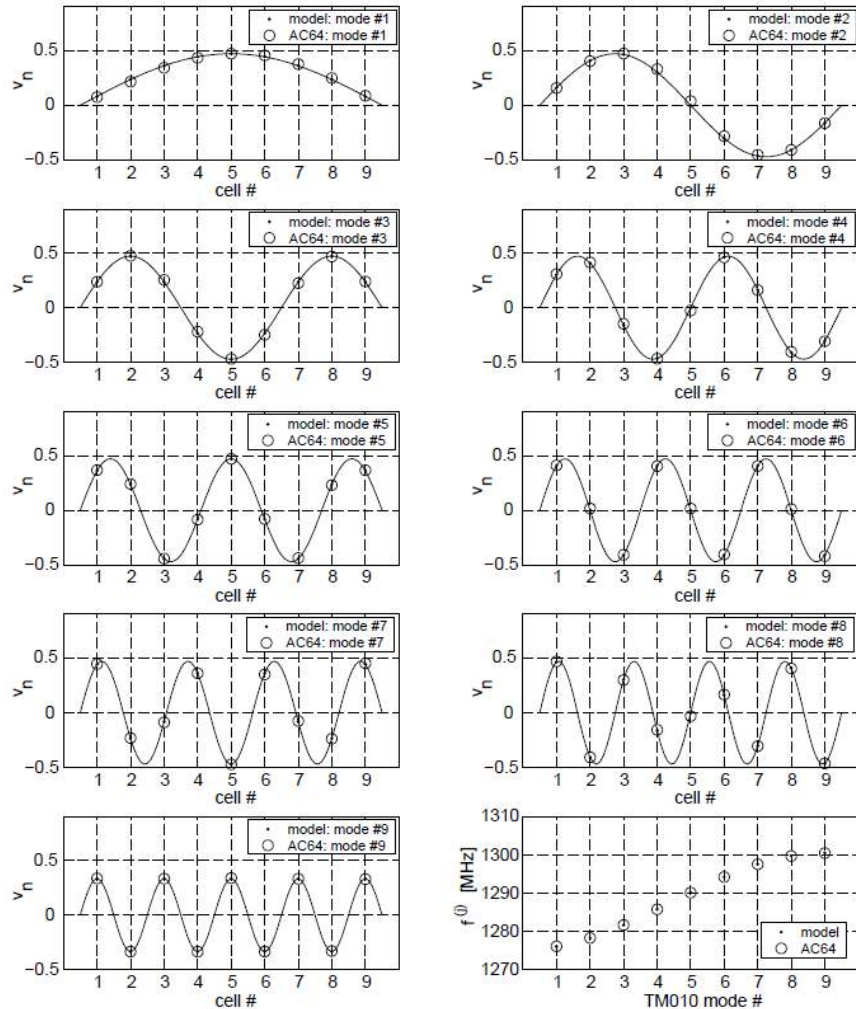 model: mode #1
AC64: mode #1
0.5
0
−0.5
v_n
1 2 3 4 5 6 7 8 9
cell #
model: mode #2
AC64: mode #2
0.5
0
−0.5
v_n
1 2 3 4 5 6 7 8 9
cell #
model: mode #3
AC64: mode #3
0.5
0
−0.5
v_n
1 2 3 4 5 6 7 8 9
cell #
model: mode #4
AC64: mode #4
0.5
0
−0.5
v_n
1 2 3 4 5 6 7 8 9
cell #
model: mode #5
AC64: mode #5
0.5
0
−0.5
v_n
1 2 3 4 5 6 7 8 9
cell #
model: mode #6
AC64: mode #6
0.5
0
−0.5
v_n
1 2 3 4 5 6 7 8 9
cell #
model: mode #7
AC64: mode #7
0.5
0
−0.5
v_n
1 2 3 4 5 6 7 8 9
cell #
model: mode #8
AC64: mode #8
0.5
0
−0.5
v_n
1 2 3 4 5 6 7 8 9
cell #
model: mode #9
AC64: mode #9
0.5
0
−0.5
v_n
1 2 3 4 5 6 7 8 9
cell #
1310
1300
1290
1280
1270
f^(j) [MHz]
model
AC64
1 2 3 4 5 6 7 8 9
TM010 mode #